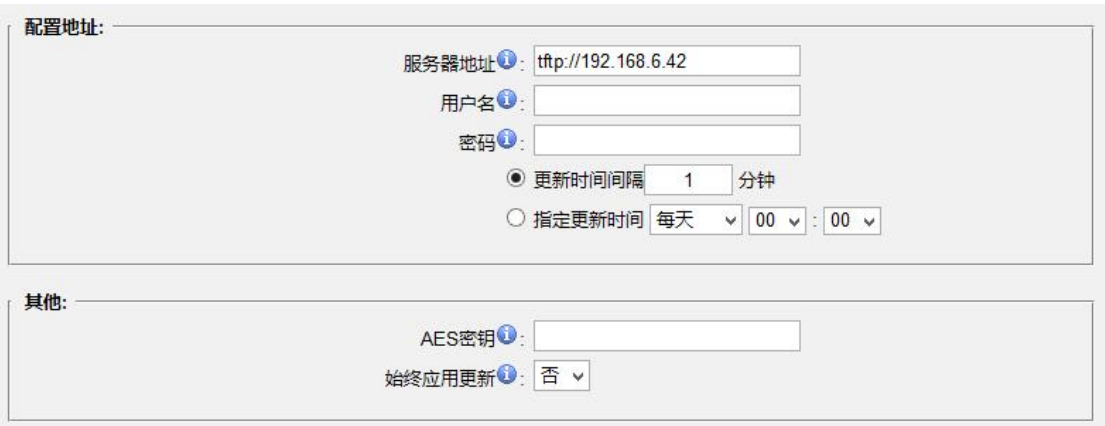 配置地址:
服务器地址: tftp://192.168.6.42
用户名:
密码:
更新时间间隔 1 分钟
指定更新时间 每天 00 : 00
其他:
AES密钥:
始终应用更新: 否